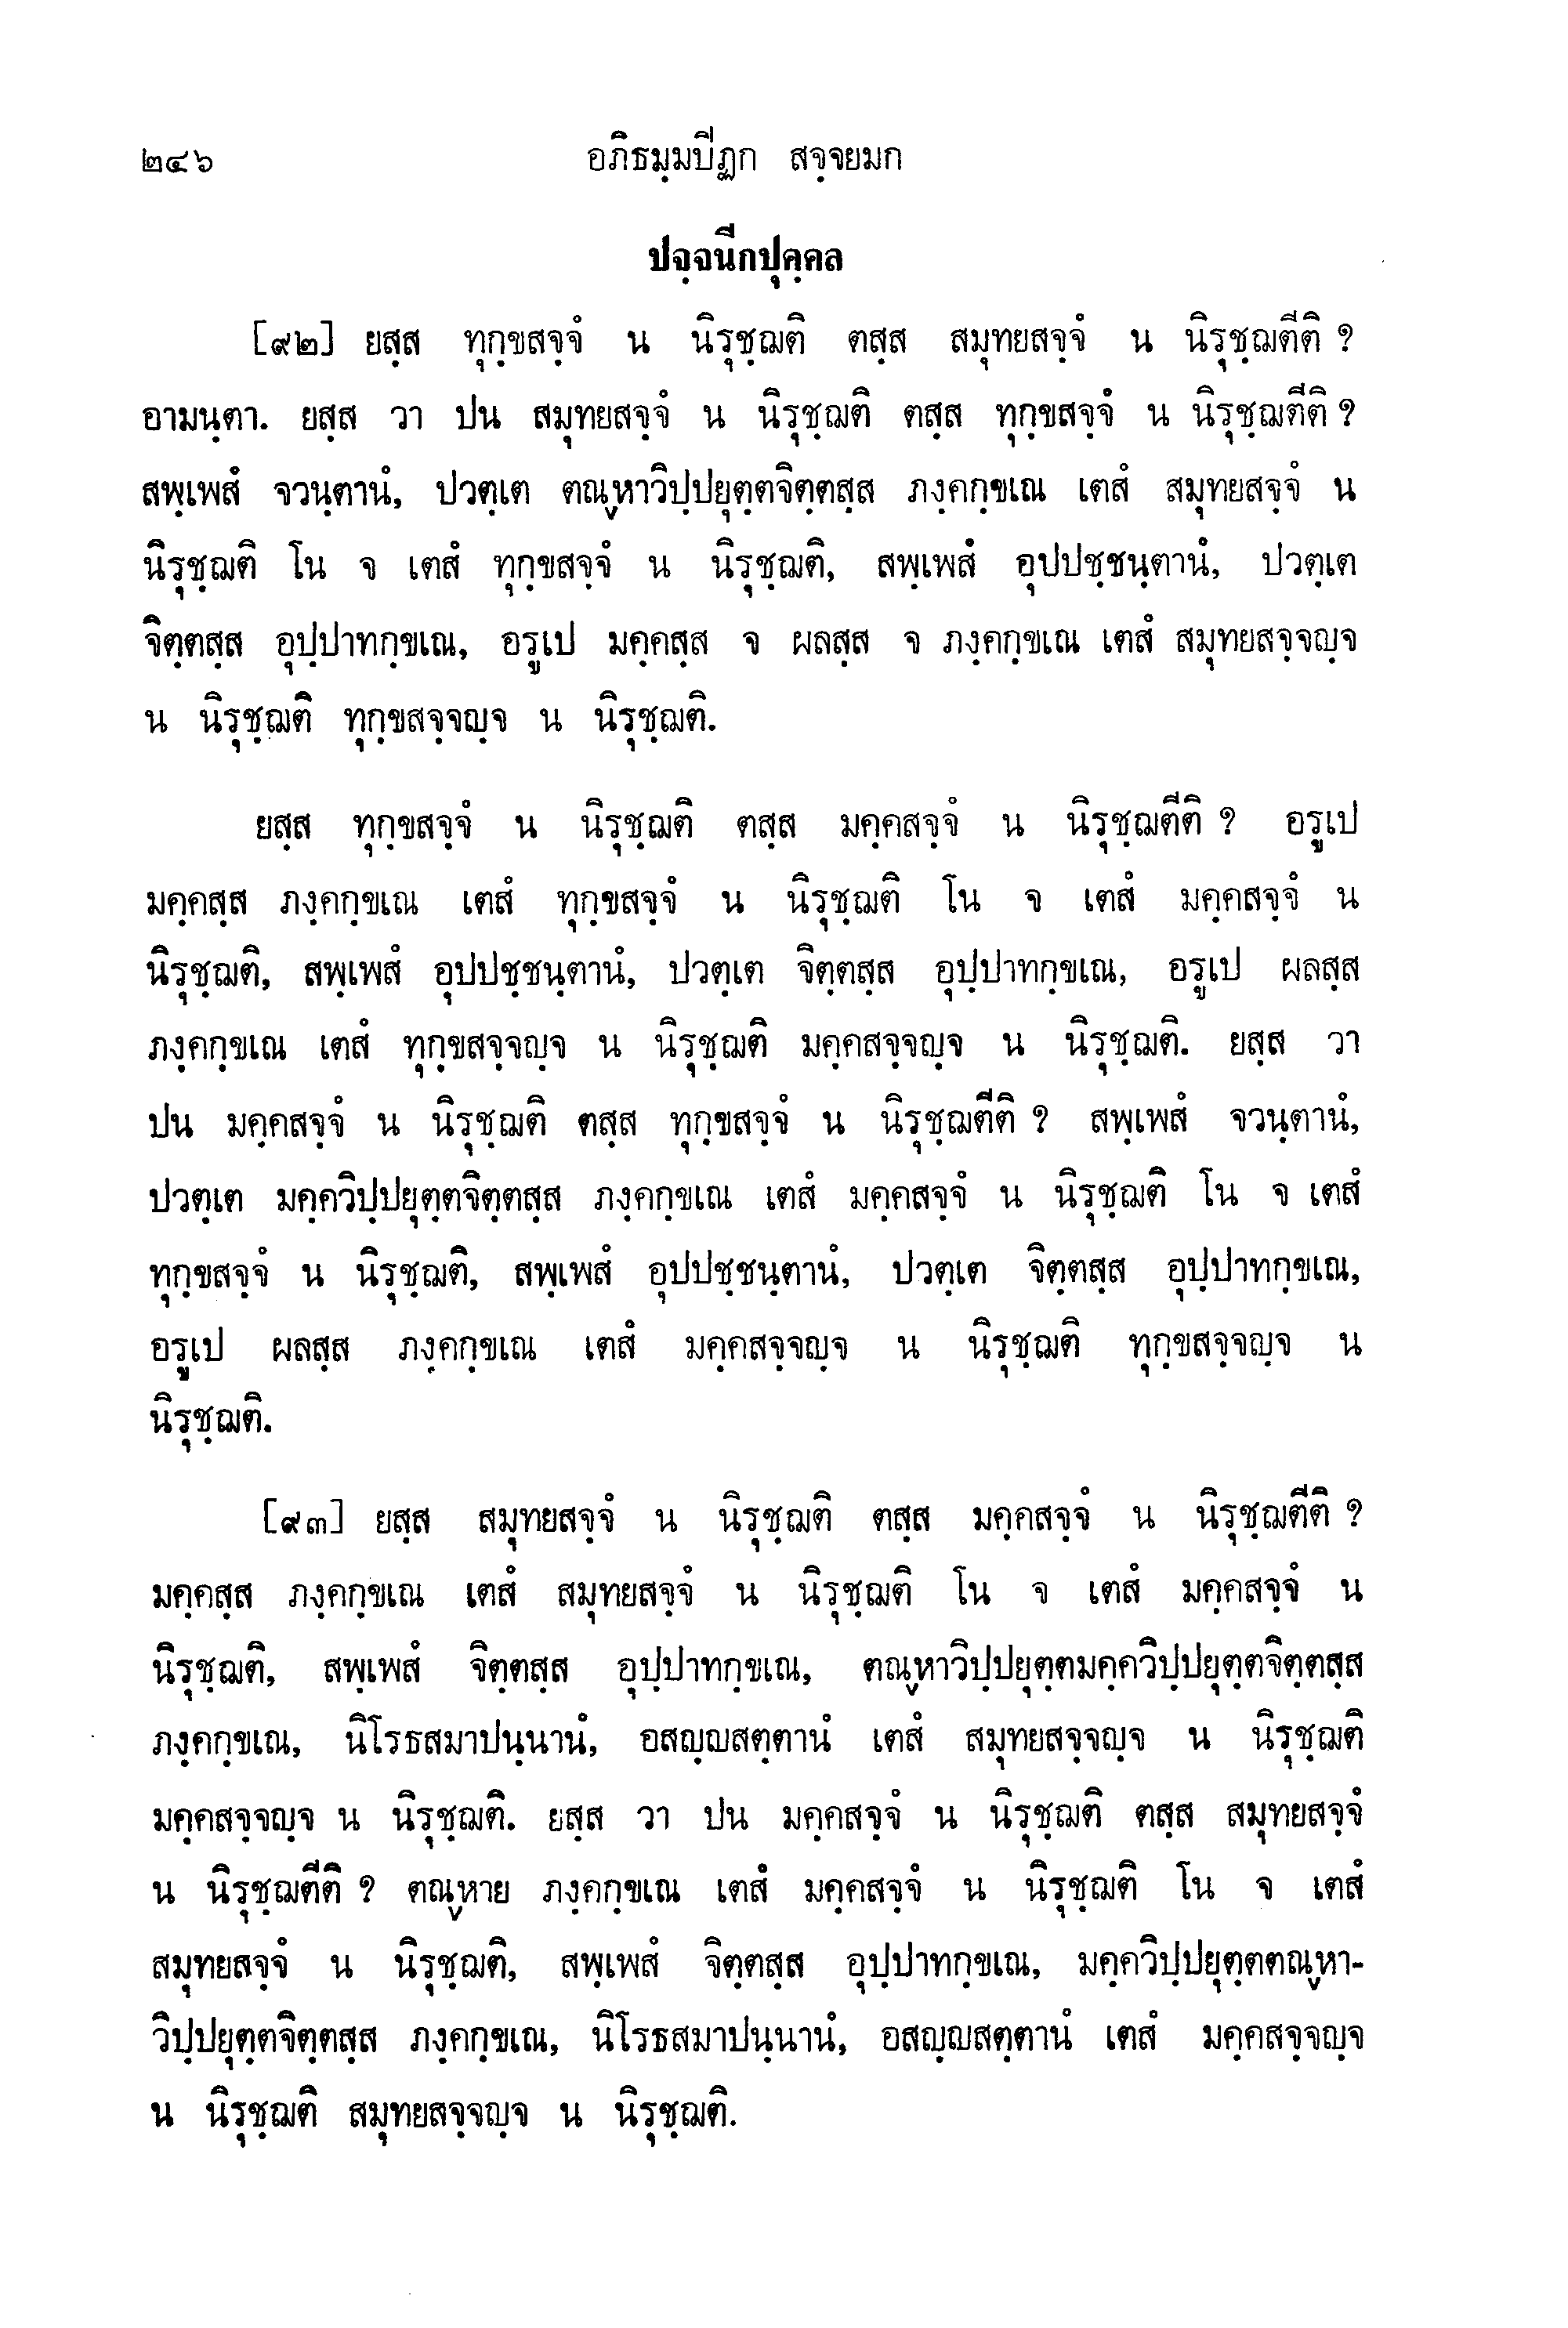 ๒๔๖ อภิธมฺมปีฏก สจฺจยมก
ปจฺจนีกปุคฺคล
[๙๒] ยสฺส ทุกฺขสจฺจํ น นิรุชฺฌติ ตสฺส สมุทยสจฺจํ น นิรุชฺฌตีติ ?
อามนฺตา. ยสฺส วา ปน สมุทยสจฺจํ น นิรุชฺฌติ ตสฺส ทุกฺขสจฺจํ น นิรุชฺฌตีติ ?
สพฺเพสํ จวนฺตานํ, ปวตฺเต ตณฺหาวิปฺปยุตฺตจิตฺตสฺส ภงฺคกฺขเณ เตสํ สมุทยสจฺจํ น
นิรุชฺฌติ โน จ เตสํ ทุกฺขสจฺจํ น นิรุชฺฌติ, สพฺเพสํ อุปปชฺชนฺตานํ, ปวตฺเต
จิตฺตสฺส อุปฺปาทกฺขเณ, อรูเป มคฺคสฺส จ ผลสฺส จ ภงฺคกฺขเณ เตสํ สมุทยสจฺจญฺจ
น นิรุชฺฌติ ทุกฺขสจฺจญฺจ น นิรุชฺฌติ.
ยสฺส ทุกฺขสจฺจํ น นิรุชฺฌติ ตสฺส มคฺคสจฺจํ น นิรุชฺฌตีติ ? อรูเป
มคฺคสฺส ภงฺคกฺขเณ เตสํ ทุกฺขสจฺจํ น นิรุชฺฌติ โน จ เตสํ มคฺคสจฺจํ น
นิรุชฺฌติ, สพฺเพสํ อุปปชฺชนฺตานํ, ปวตฺเต จิตฺตสฺส อุปฺปาทกฺขเณ, อรูเป ผลสฺส
ภงฺคกฺขเณ เตสํ ทุกฺขสจฺจญฺจ น นิรุชฺฌติ มคฺคสจฺจญฺจ น นิรุชฺฌติ. ยสฺส วา
ปน มคฺคสจฺจํ น นิรุชฺฌติ ตสฺส ทุกฺขสจฺจํ น นิรุชฺฌตีติ ? สพฺเพสํ จวนฺตานํ,
ปวตฺเต มคฺควิปฺปยุตฺตจิตฺตสฺส ภงฺคกฺขเณ เตสํ มคฺคสจฺจํ น นิรุชฺฌติ โน จ เตสํ
ทุกฺขสจฺจํ น นิรุชฺฌติ, สพฺเพสํ อุปปชฺชนฺตานํ, ปวตฺเต จิตฺตสฺส อุปฺปาทกฺขเณ,
อรูเป ผลสฺส ภงฺคกฺขเณ เตสํ มคฺคสจฺจญฺจ น นิรุชฺฌติ ทุกฺขสจฺจญฺจ น
นิรุชฺฌติ.
[๙๓] ยสฺส สมุทยสจฺจํ น นิรุชฺฌติ ตสฺส มคฺคสจฺจํ น นิรุชฺฌตีติ ?
มคฺคสฺส ภงฺคกฺขเณ เตสํ สมุทยสจฺจํ น นิรุชฺฌติ โน จ เตสํ มคฺคสจฺจํ น
นิรุชฺฌติ, สพฺเพสํ จิตฺตสฺส อุปฺปาทกฺขเณ, ตณฺหาวิปฺปยุตฺตมคฺควิปฺปยุตฺตจิตฺตสฺส
ภงฺคกฺขเณ, นิโรธสมาปนฺนานํ, อสญฺญสตฺตานํ เตสํ สมุทยสจฺจญฺจ น นิรุชฺฌติ
มคฺคสจฺจญฺจ น นิรุชฺฌติ. ยสฺส วา ปน มคฺคสจฺจํ น นิรุชฺฌติ ตสฺส สมุทยสจฺจํ
น นิรุชฺฌตีติ ? ตณฺหาย ภงฺคกฺขเณ เตสํ มคฺคสจฺจํ น นิรุชฺฌติ โน จ เตสํ
สมุทยสจฺจํ น นิรุชฺฌติ, สพฺเพสํ จิตฺตสฺส อุปฺปาทกฺขเณ, มคฺควิปฺปยุตฺตตณฺหา-
วิปฺปยุตฺตจิตฺตสฺส ภงฺคกฺขเณ, นิโรธสมาปนฺนานํ, อสญฺญสตฺตานํ เตสํ มคฺคสจฺจญฺจ
น นิรุชฺฌติ สมุทยสจฺจญฺจ น นิรุชฺฌติ.